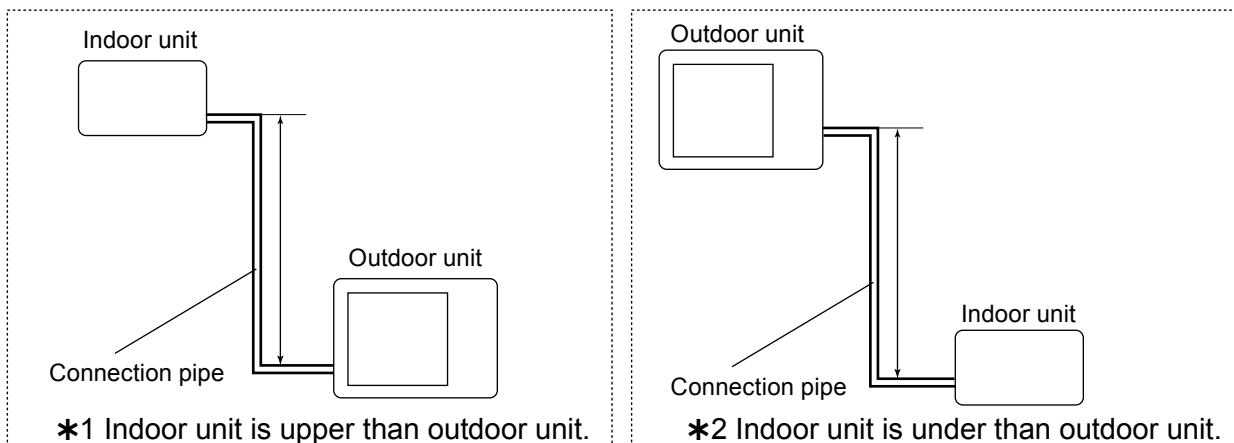 Indoor unit
Outdoor unit
Connection pipe
*1 Indoor unit is upper than outdoor unit.
Outdoor unit
Indoor unit
Connection pipe
*2 Indoor unit is under than outdoor unit.